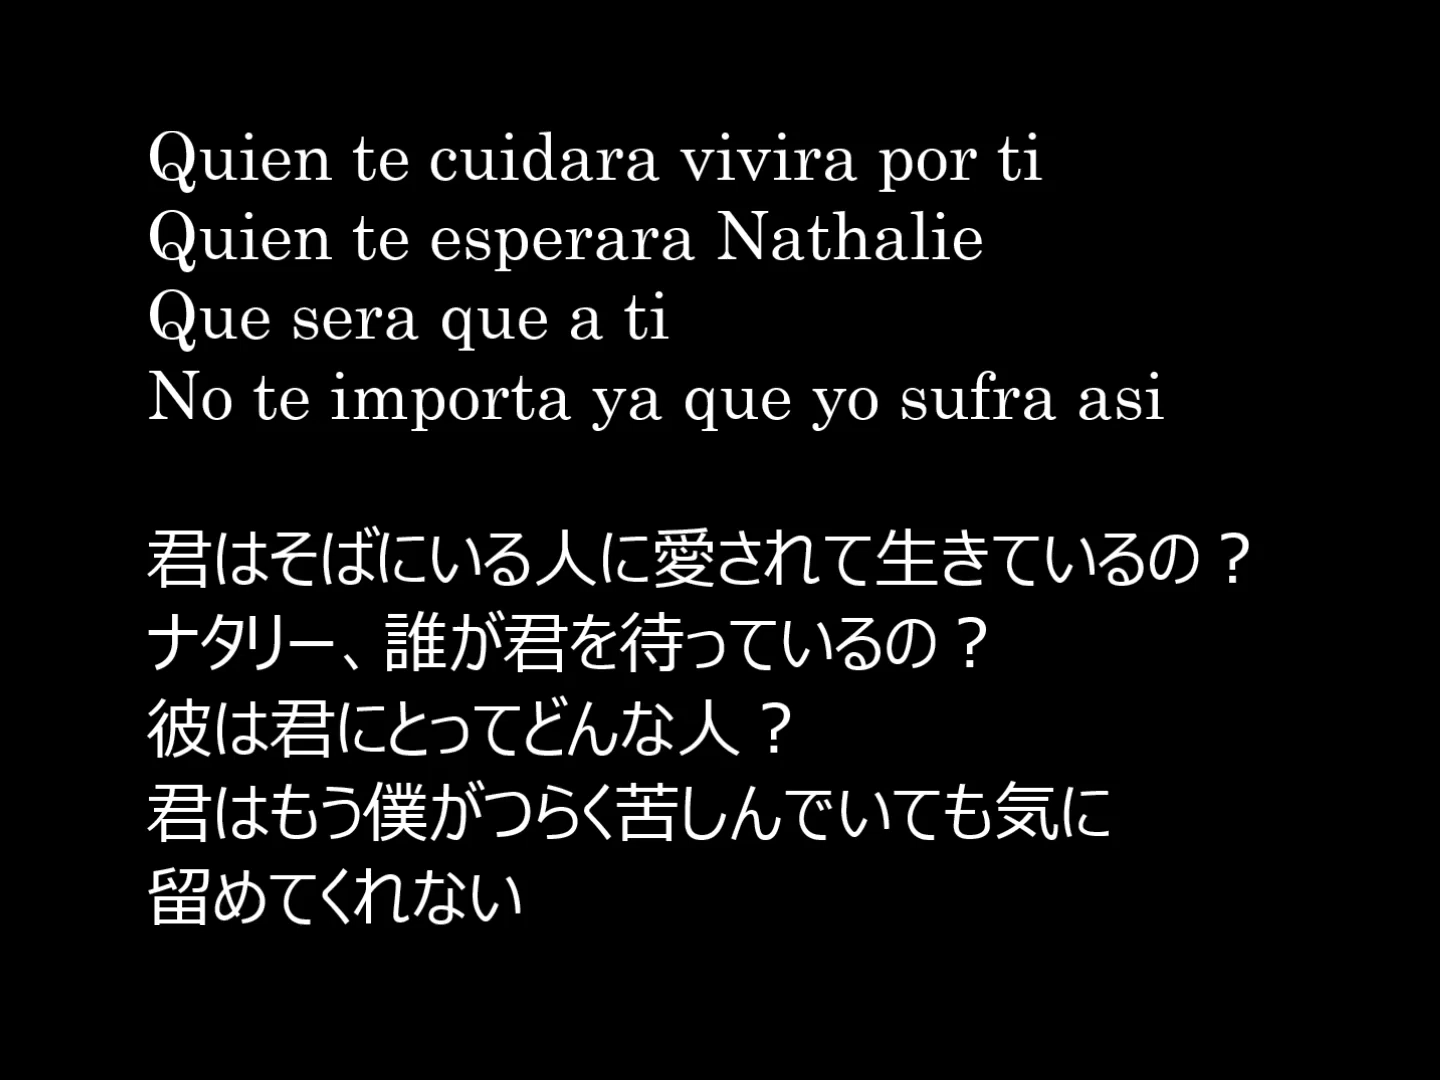 Quien te cuidara vivira por ti
Quien te esperara Nathalie
Que sera que a ti
No te importa ya que yo sufra asi
君はそばにいる人に愛されて生きているの？
ナタリー、誰が君を待っているの？
彼は君にとってどんな人？
君はもう僕がつらく苦しんでいても気に
留めてくれない